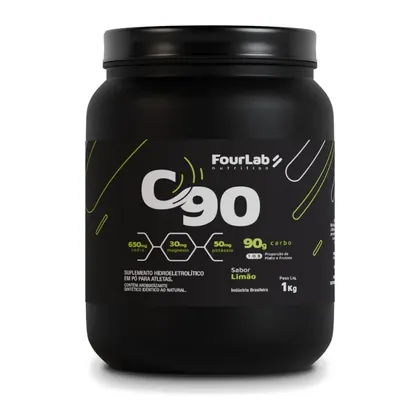 FourLab
nutrition
C90
650mg
sódio
30mg
magnésio
50mg
potássio
90g carbo
1:0.8
Proporção de
Malto e Frutose
SUPLEMENTO HIDROELETROLÍTICO
EM PÓ PARA ATLETAS.
CONTÉM AROMATIZANTE
SINTÉTICO IDÊNTICO AO NATURAL.
Sabor
Limão
Indústria Brasileira
Peso Líq.
1Kg